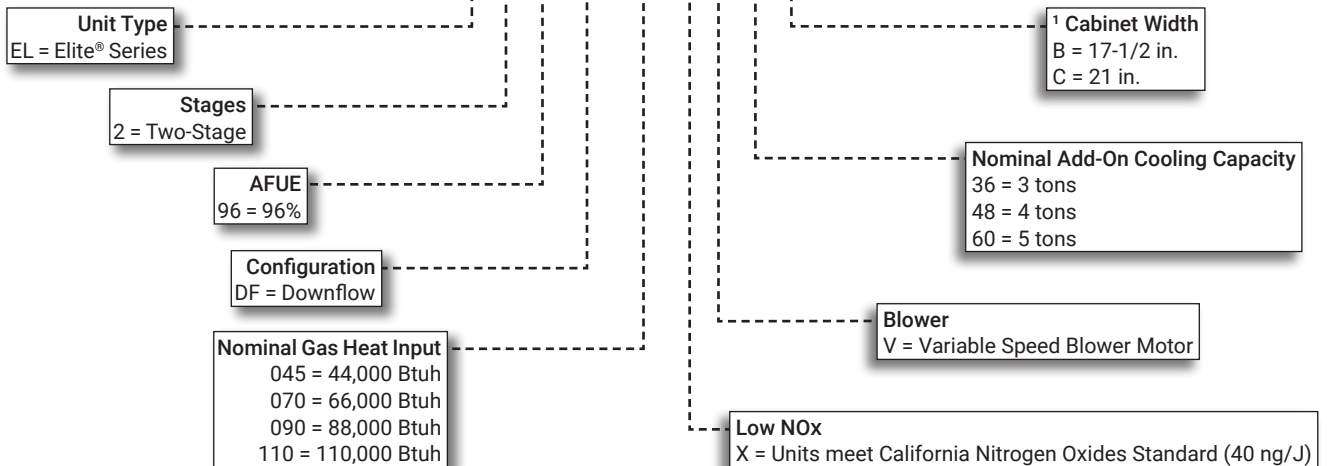 Unit Type
EL = Elite® Series
Stages
2 = Two-Stage
AFUE
96 = 96%
Configuration
DF = Downflow
Nominal Gas Heat Input
045 = 44,000 Btuh
070 = 66,000 Btuh
090 = 88,000 Btuh
110 = 110,000 Btuh
¹ Cabinet Width
B = 17-1/2 in.
C = 21 in.
Nominal Add-On Cooling Capacity
36 = 3 tons
48 = 4 tons
60 = 5 tons
Blower
V = Variable Speed Blower Motor
Low NOx
X = Units meet California Nitrogen Oxides Standard (40 ng/J)